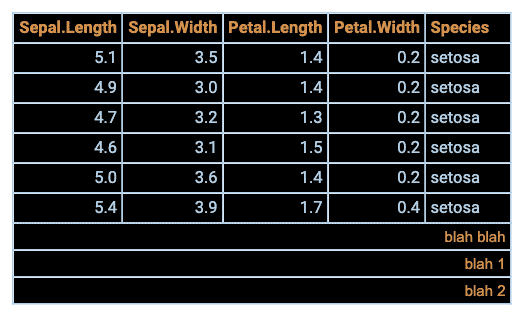 Sepal.Length Sepal.Width Petal.Length Petal.Width Species
5.1 3.5 1.4 0.2 setosa
4.9 3.0 1.4 0.2 setosa
4.7 3.2 1.3 0.2 setosa
4.6 3.1 1.5 0.2 setosa
5.0 3.6 1.4 0.2 setosa
5.4 3.9 1.7 0.4 setosa
blah blah
blah 1
blah 2